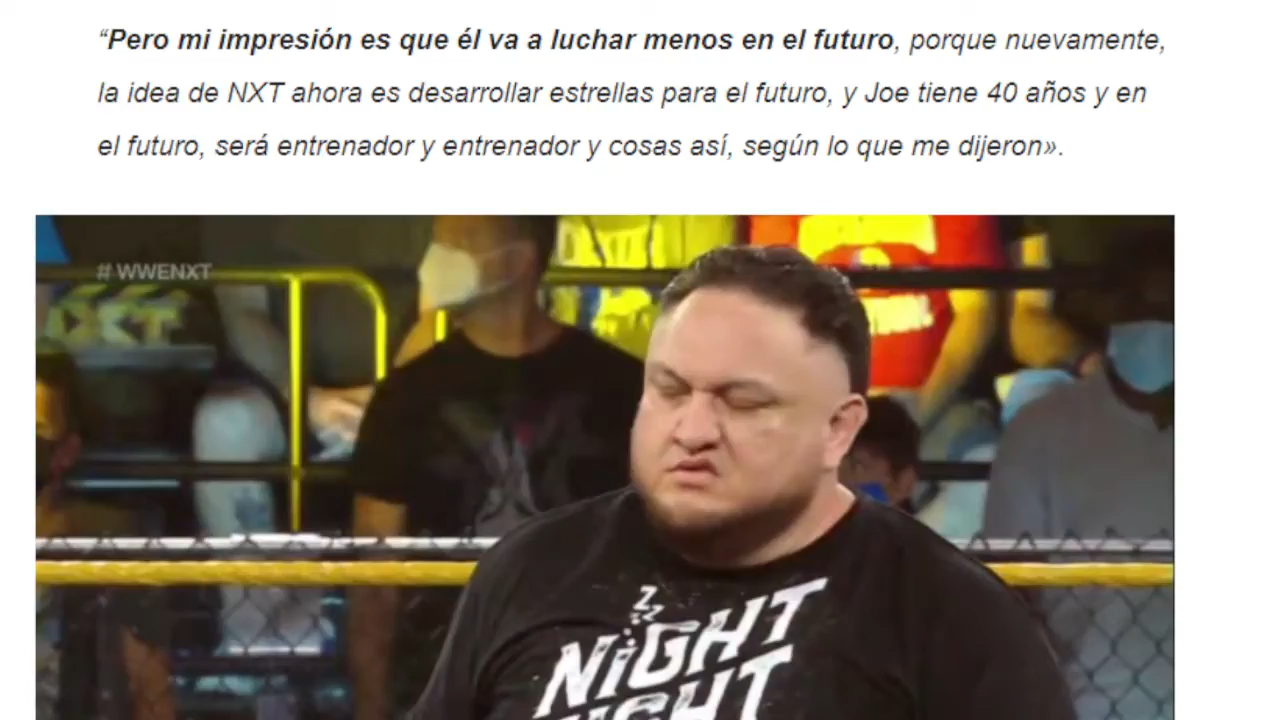 “Pero mi impresión es que él va a luchar menos en el futuro, porque nuevamente,
la idea de NXT ahora es desarrollar estrellas para el futuro, y Joe tiene 40 años y en
el futuro, será entrenador y entrenador y cosas así, según lo que me dijeron».
#WWENXT
NXT
z
zz
NiGHT
NIGHT